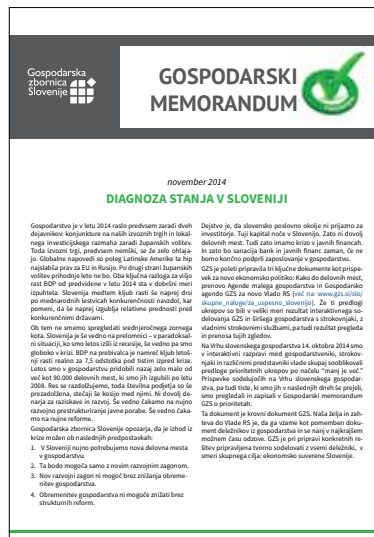 Gospodarska
zbornica
Slovenije
GOSPODARSKI
MEMORANDUM
november 2014
DIAGNOZA STANJA V SLOVENIJI
Gospodarstvo je v letu 2014 raslo predvsem zaradi dveh
dejavnikov: konjunkture na naših izvoznih trgih in lokal-
nega investicijskega razmaha zaradi županskih volitev.
Toda izvozni trgi, predvsem nemški, se že zelo ohlaja-
jo. Globalne napovedi so poleg Latinske Amerike ta hip
najslabša prav za EU in Rusijo. Po drugi strani županskih
volitev prihodnje leto ne bo. Oba ključna razloga za višjo
rast BDP od predvidene v letu 2014 sta v dobršni meri
izpuhtela. Slovenija medtem kljub rasti še naprej drsi
po mednarodnih lestvicah konkurenčnosti navzdol, kar
pomeni, da še naprej izgublja relativne prednosti pred
konkurenčnimi državami.
Ob tem ne smemo spregledati srednjeročnega zornega
kota. Slovenija je še vedno na prelomnici – v paradoksal-
ni situaciji, ko smo letos izšli iz recesije, še vedno pa smo
globoko v krizi. BDP na prebivalca je namreč kljub letoš-
nji rasti realno za 7,5 odstotka pod tistim izpred krize.
Letos smo v gospodarstvu pridobili nazaj zelo malo od
več kot 90.000 delovnih mest, ki smo jih izgubili po letu
2008. Res se razdolžujemo, toda številna podjetja so še
prezadolžena, stečaji še kosijo med njimi. Ni dovolj de-
narja za raziskave in razvoj. Še vedno čakamo na nujno
razvojno prestrukturiranje javne porabe. Še vedno čaka-
mo na nujne reforme.
Gospodarska zbornica Slovenije opozarja, da je izhod iz
krize možen ob naslednjih predpostavkah:
1. V Sloveniji nujno potrebujemo nova delovna mesta
v gospodarstvu.
2. Ta bodo mogoča samo z novim razvojnim zagonom.
3. Nov razvojni zagon ni mogoč brez znižanja obreme-
nitev gospodarstva.
4. Obremenitev gospodarstva ni mogoče znižati brez
strukturnih reform.
Dejstvo je, da slovensko poslovno okolje ni prijazno za
investitorje. Tuji kapital noče v Slovenijo. Zato ni dovolj
delovnih mest. Tudi zato imamo krizo v javnih financah.
In zato bo sanacija bank in javnih financ zaman, če ne
bomo končno podprli zaposlovanje v gospodarstvu.
GZS je poleti pripravila tri ključne dokumente kot prispe-
vek za novo ekonomsko politiko: Kako do delovnih mest,
prenovo Agende malega gospodarstva in Gospodarsko
agendo GZS za novo Vlado RS (več na: www.gzs.si/slo/
skupne_naloge/za_uspesno_slovenijo). Če ti predlogi
ukrepov so bili v veliki meri rezultat interaktivnega so-
delovanja GZS in širšega gospodarstva s strokovnjaki, z
vladnimi strokovnimi službami, pa tudi rezultat pregleda
in prenosa tujih zgledov.
Na Vrhu slovenskega gospodarstva 14. oktobra 2014 smo
v interaktivni razpravi med gospodarstveniki, strokov-
njaki in različnimi predstavniki vlade skupaj sooblikovali
predloge prioritetnih ukrepov po načelu "manj je več."
Prispevke sodelujočih na Vrhu slovenskega gospodar-
stva, pa tudi tiste, ki smo jih v naslednjih dneh še prejeli,
smo pregledali in zapisali v Gospodarski memorandum
GZS o prioritetah.
Ta dokument je krovni dokument GZS. Naša želja in zah-
teva do Vlade RS je, da ga vzame kot pomemben doku-
ment deležnikov iz gospodarstva in se nanj v najkrajšem
možnem času odzove. GZS je pri pripravi konkretnih re-
šitev pripravljena tvorno sodelovati z vsemi deležniki, v
smeri skupnega cilja: ekonomsko suverene Slovenije.